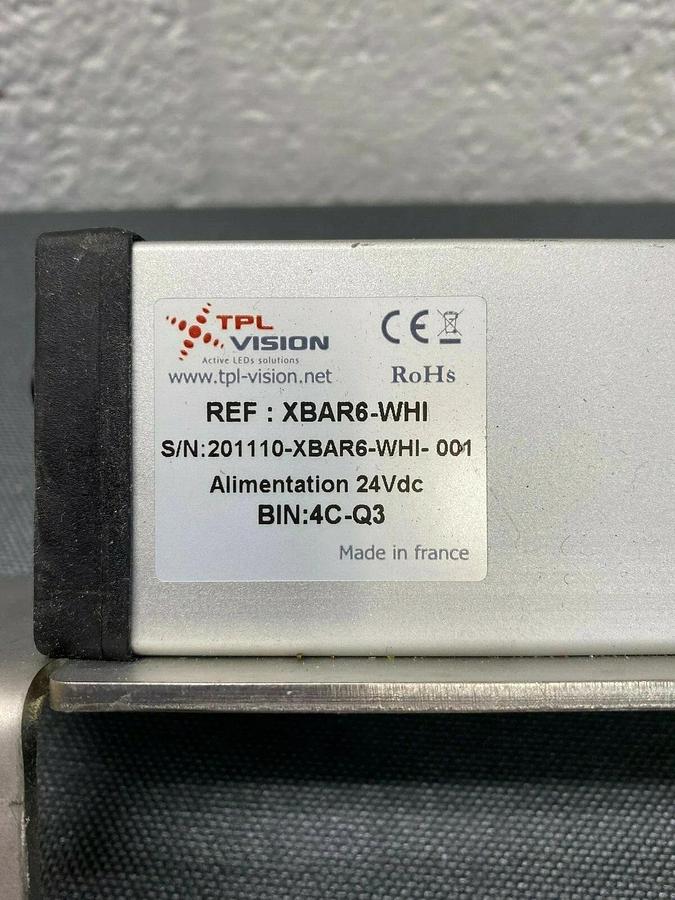 TPL
VISION
Active LEDs solutions
www.tpl-vision.net
CE
RoHs
REF : XBAR6-WHI
S/N:201110-XBAR6-WHI- 001
Alimentation 24Vdc
BIN:4C-Q3
Made in france